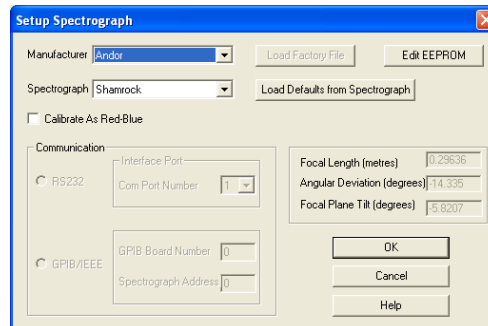 Setup Spectrograph
Manufacturer Andor Load Factory File Edit EEPROM
Spectrograph Shamrock Load Defaults from Spectrograph
Calibrate As Red-Blue
Communication
Interface Port
RS232 Com Port Number 1
GPIB/IEEE GPIB Board Number 0
Spectrograph Address 0
Focal Length (metres) 0.29636
Angular Deviation (degrees) -14.335
Focal Plane Tilt (degrees) -5.8207
OK
Cancel
Help